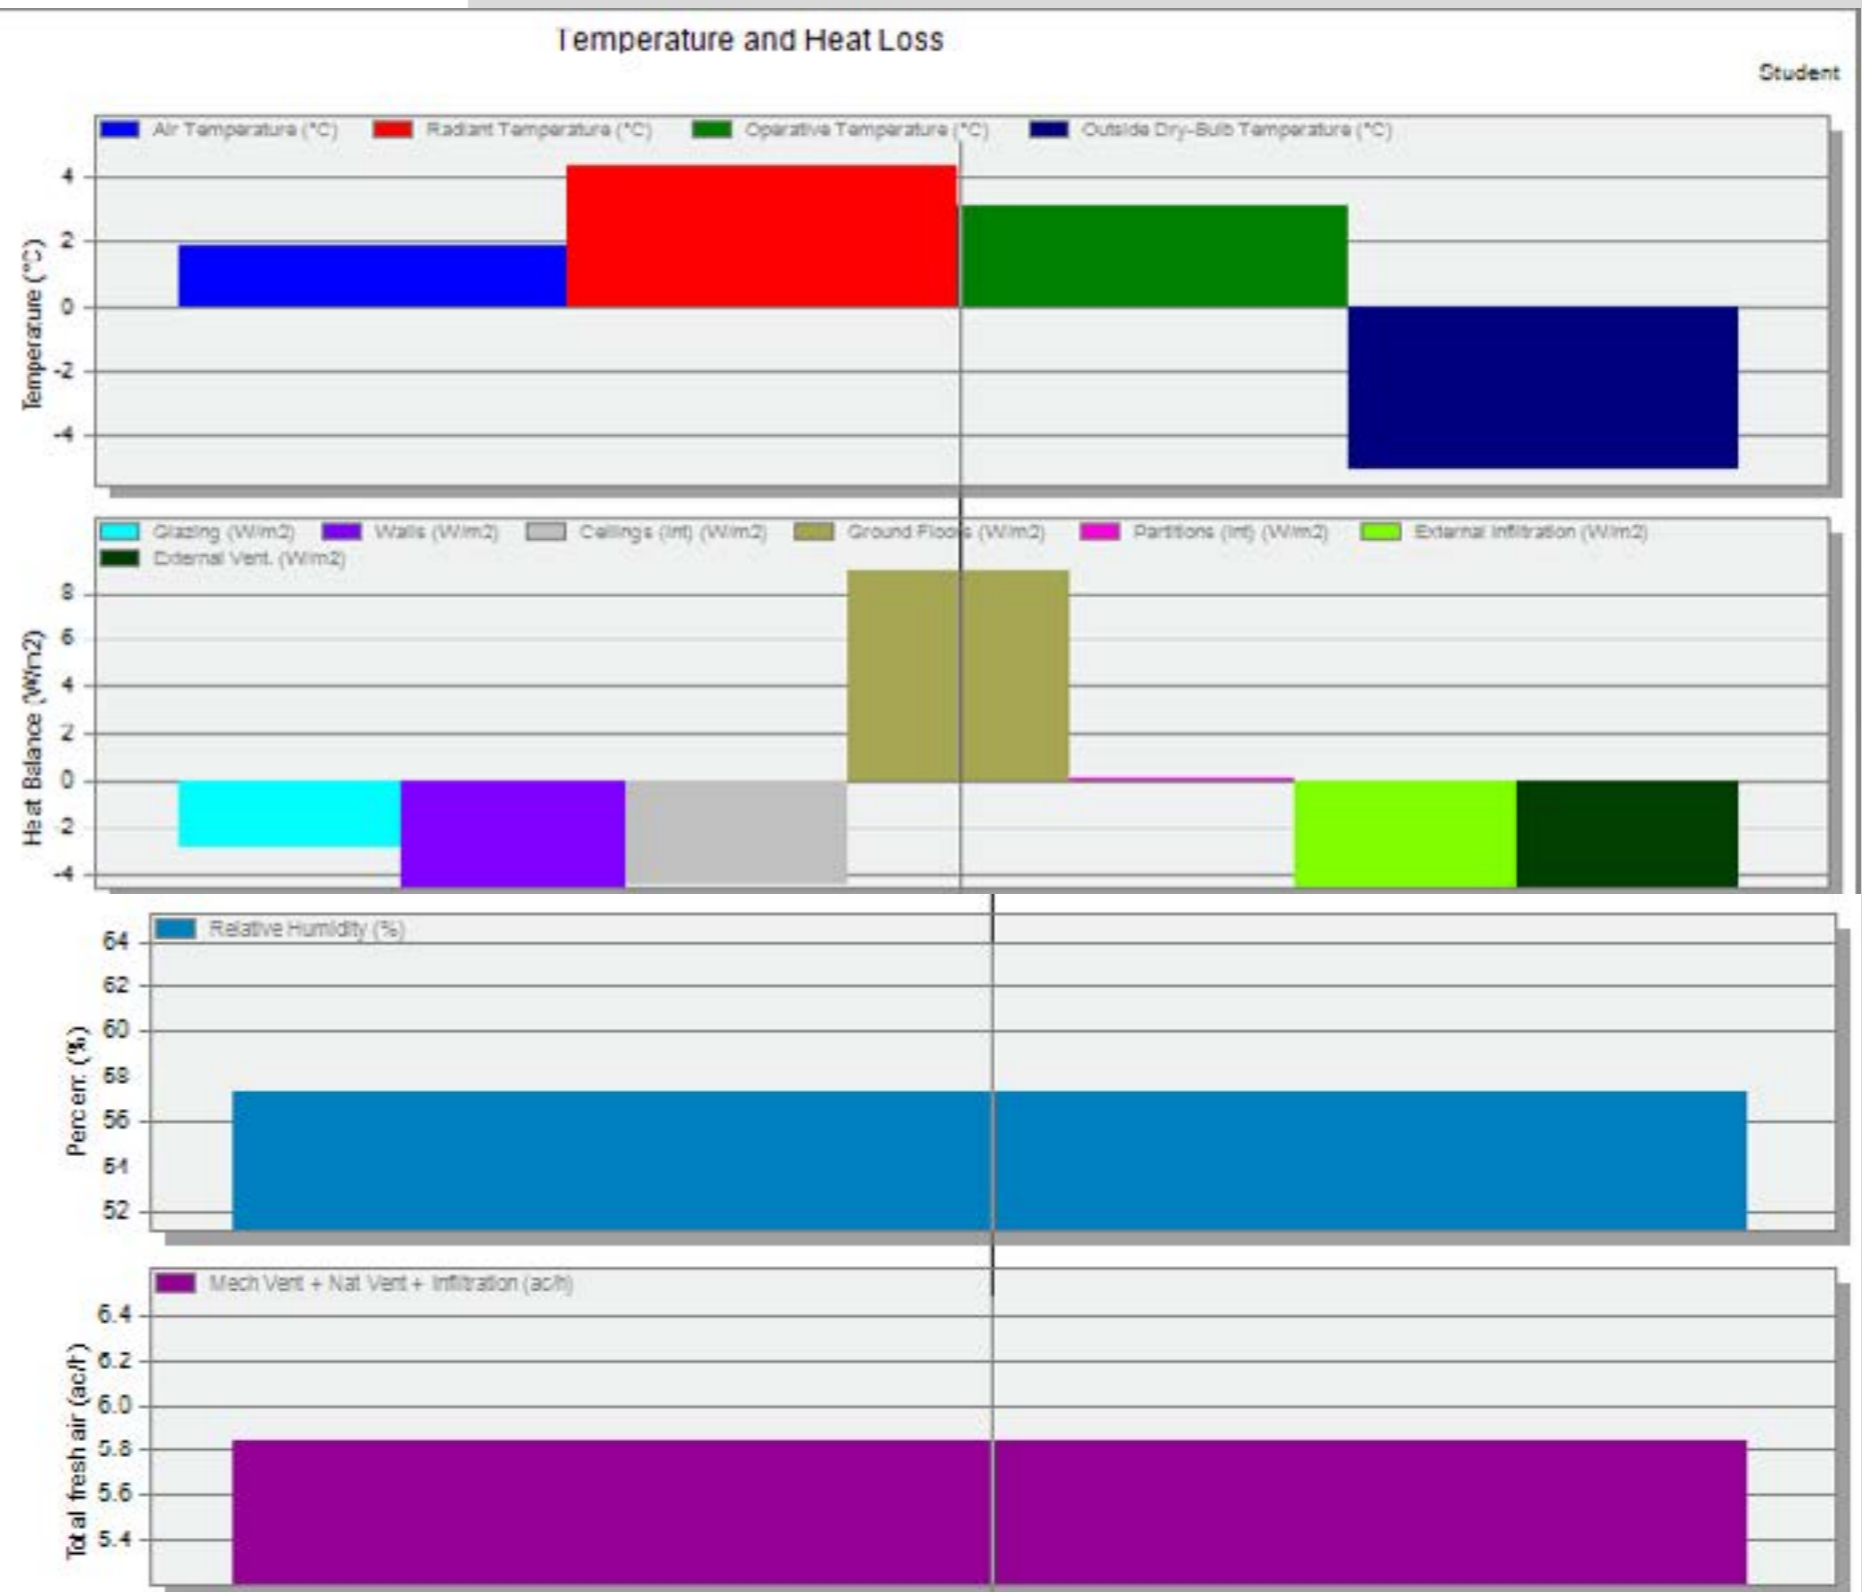 Temperature and Heat Loss
Student
Air Temperature (°C) Radiant Temperature (°C) Operative Temperature (°C) Outside Dry-Bulb Temperature (°C)
Temperature (°C)
4
2
0
-2
-4
Glazing (W/m2) Walls (W/m2) Ceilings (int) (W/m2) Ground Floors (W/m2) Partitions (int) (W/m2) External Infiltration (W/m2)
External Vent. (W/m2)
Heat Balance (W/m2)
8
6
4
2
0
-2
-4
Relative Humidity (%)
Percent (%)
64
62
60
58
56
54
52
Mech Vent + Nat Vent + Infiltration (ac/h)
Total fresh air (ac/h)
6.4
6.2
6.0
5.8
5.6
5.4